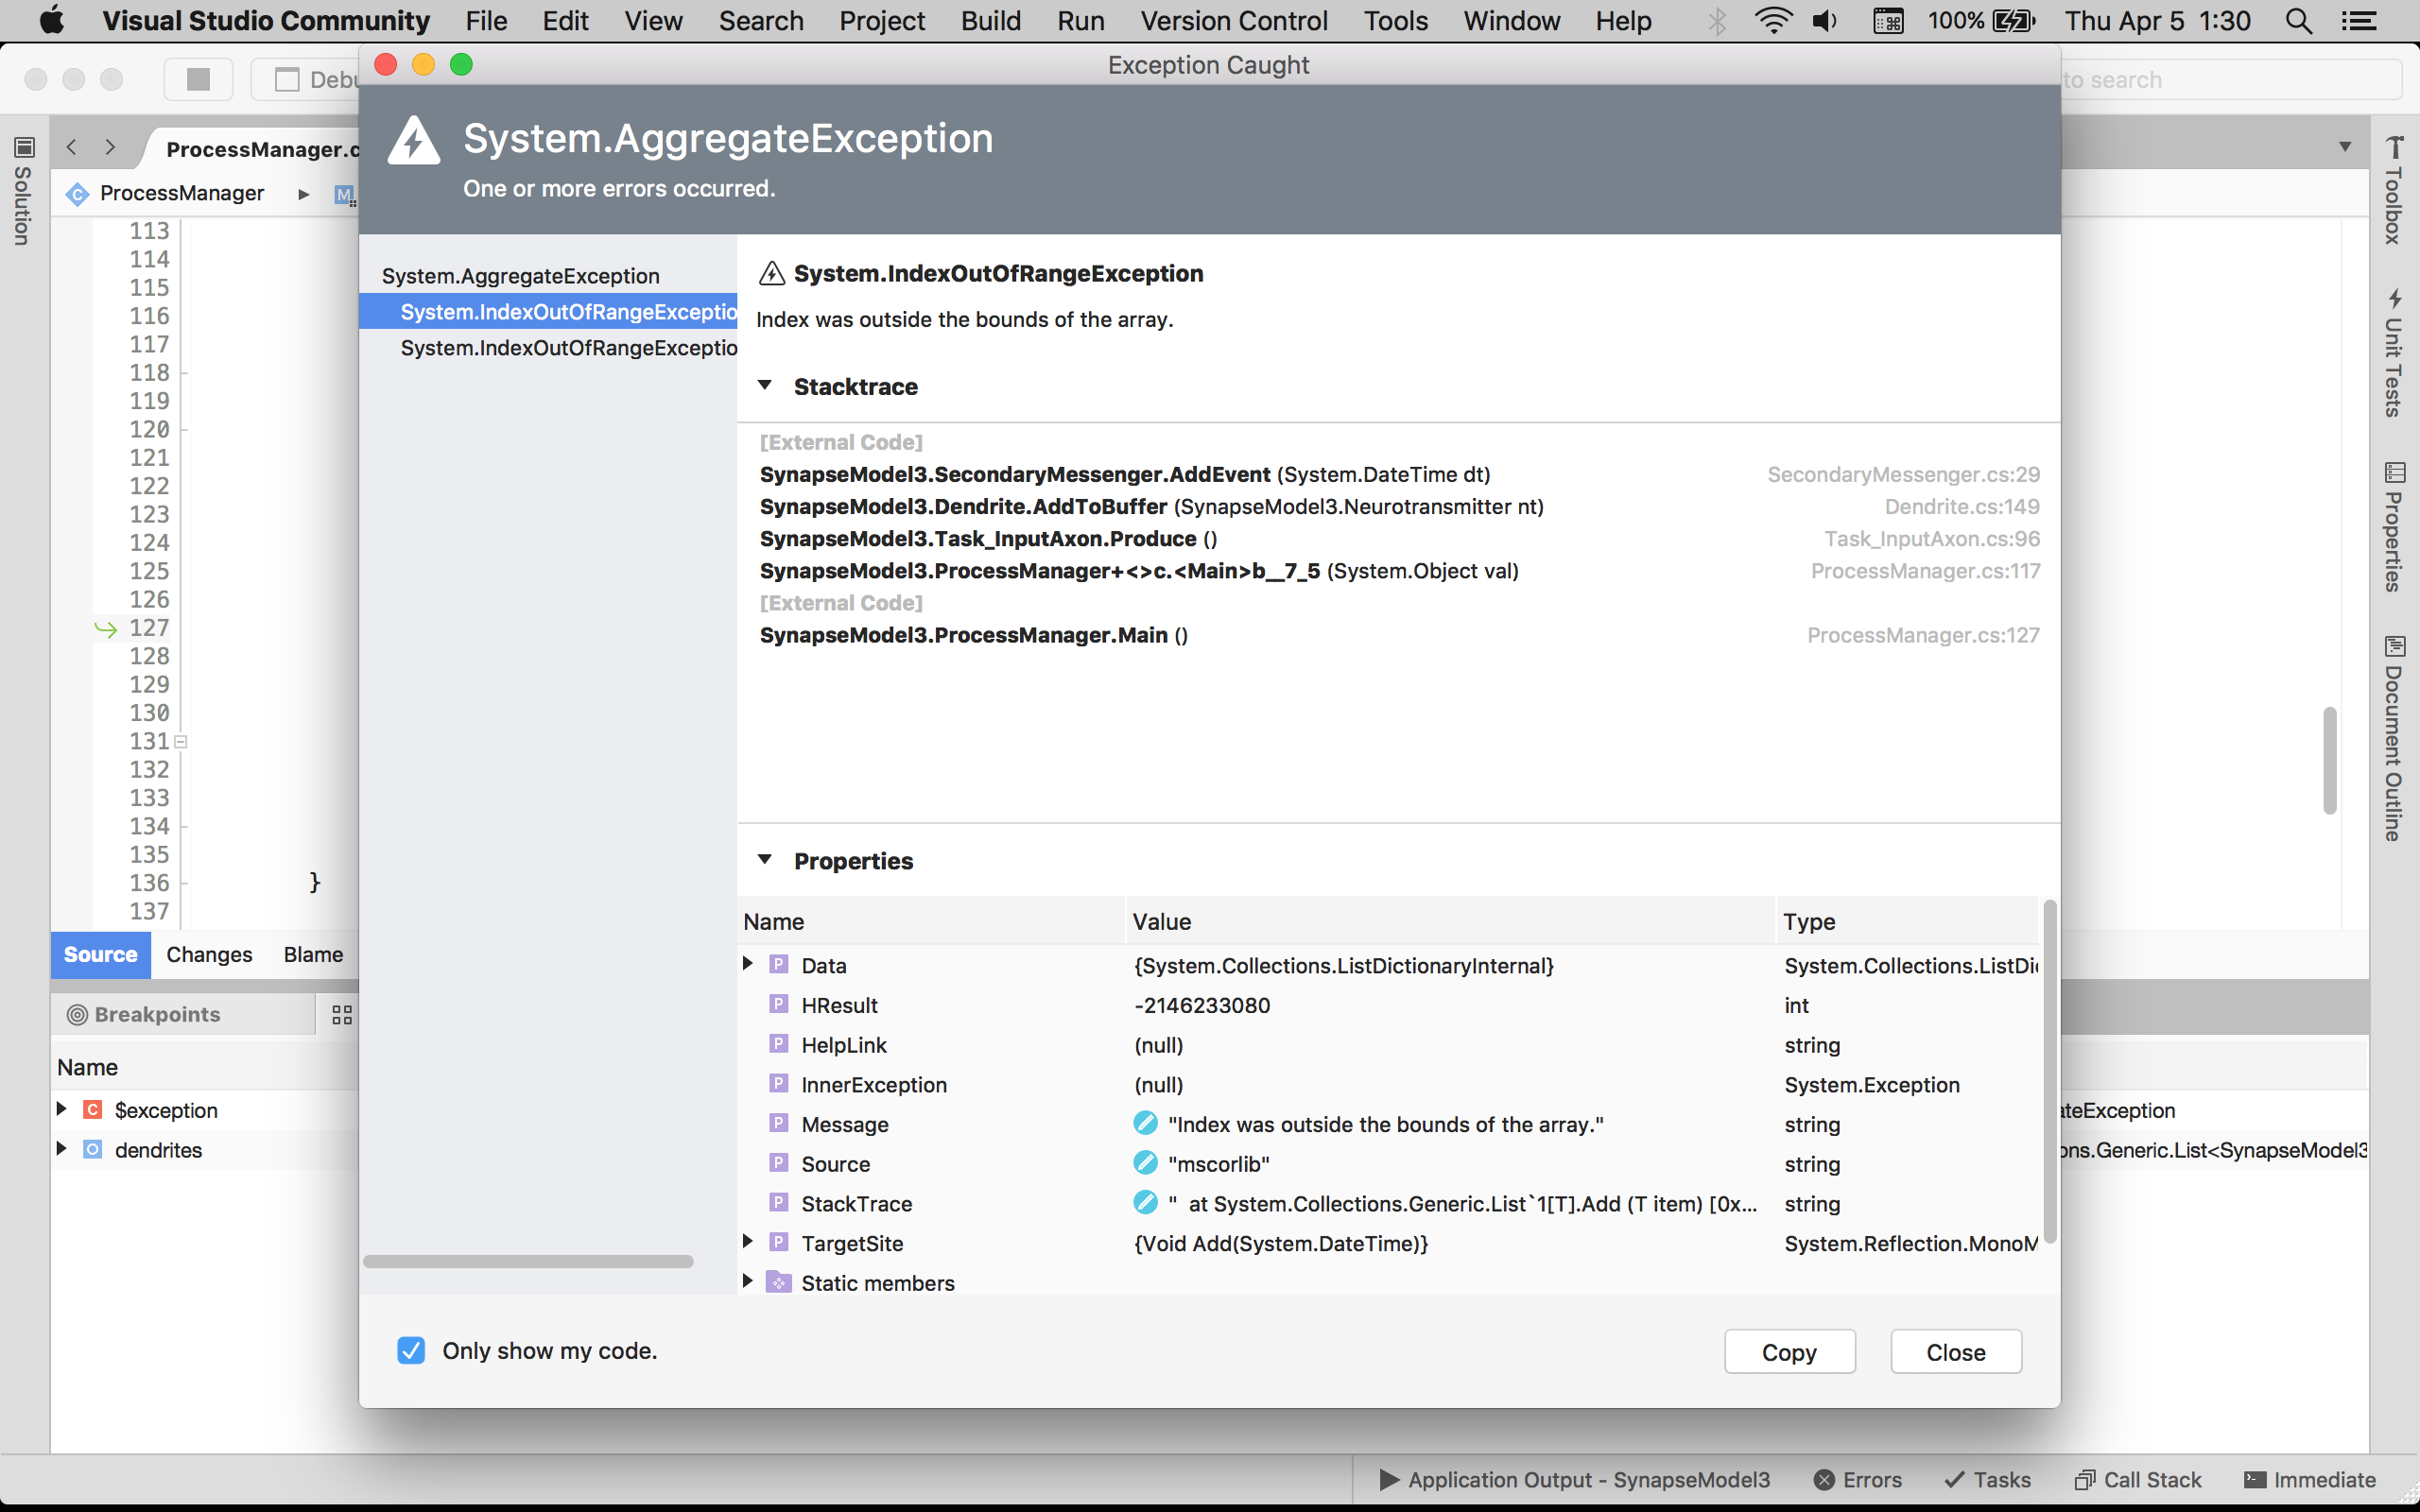 Visual Studio Community File Edit View Search Project Build Run Version Control Tools Window Help 100% Thu Apr 5 1:30
Exception Caught
Debu
to search
System.AggregateException
One or more errors occurred.
ProcessManager.c
ProcessManager
M
Solution
Toolbox
Unit Tests
Properties
Document Outline
113
114
115
116
117
118
119
120
121
122
123
124
125
126
127
128
129
130
131
132
133
134
135
136 }
137
System.AggregateException
System.IndexOutOfRangeExceptio
System.IndexOutOfRangeExceptio
System.IndexOutOfRangeException
Index was outside the bounds of the array.
Stacktrace
[External Code]
SynapseModel3.SecondaryMessenger.AddEvent (System.DateTime dt) SecondaryMessenger.cs:29
SynapseModel3.Dendrite.AddToBuffer (SynapseModel3.Neurotransmitter nt) Dendrite.cs:149
SynapseModel3.Task_InputAxon.Produce () Task_InputAxon.cs:96
SynapseModel3.ProcessManager+<>c.<Main>b__7_5 (System.Object val) ProcessManager.cs:117
[External Code]
SynapseModel3.ProcessManager.Main () ProcessManager.cs:127
Properties
Name Value Type
P Data {System.Collections.ListDictionaryInternal} System.Collections.ListDi
P HResult -2146233080 int
P HelpLink (null) string
P InnerException (null) System.Exception
P Message "Index was outside the bounds of the array." string
P Source "mscorlib" string
P StackTrace " at System.Collections.Generic.List`1[T].Add (T item) [0x... string
P TargetSite {Void Add(System.DateTime)} System.Reflection.MonoM
Static members
Only show my code.
Copy Close
Source Changes Blame
Breakpoints
Name
C $exception
teException
O dendrites
ons.Generic.List<SynapseModel3
Application Output - SynapseModel3 Errors Tasks Call Stack Immediate